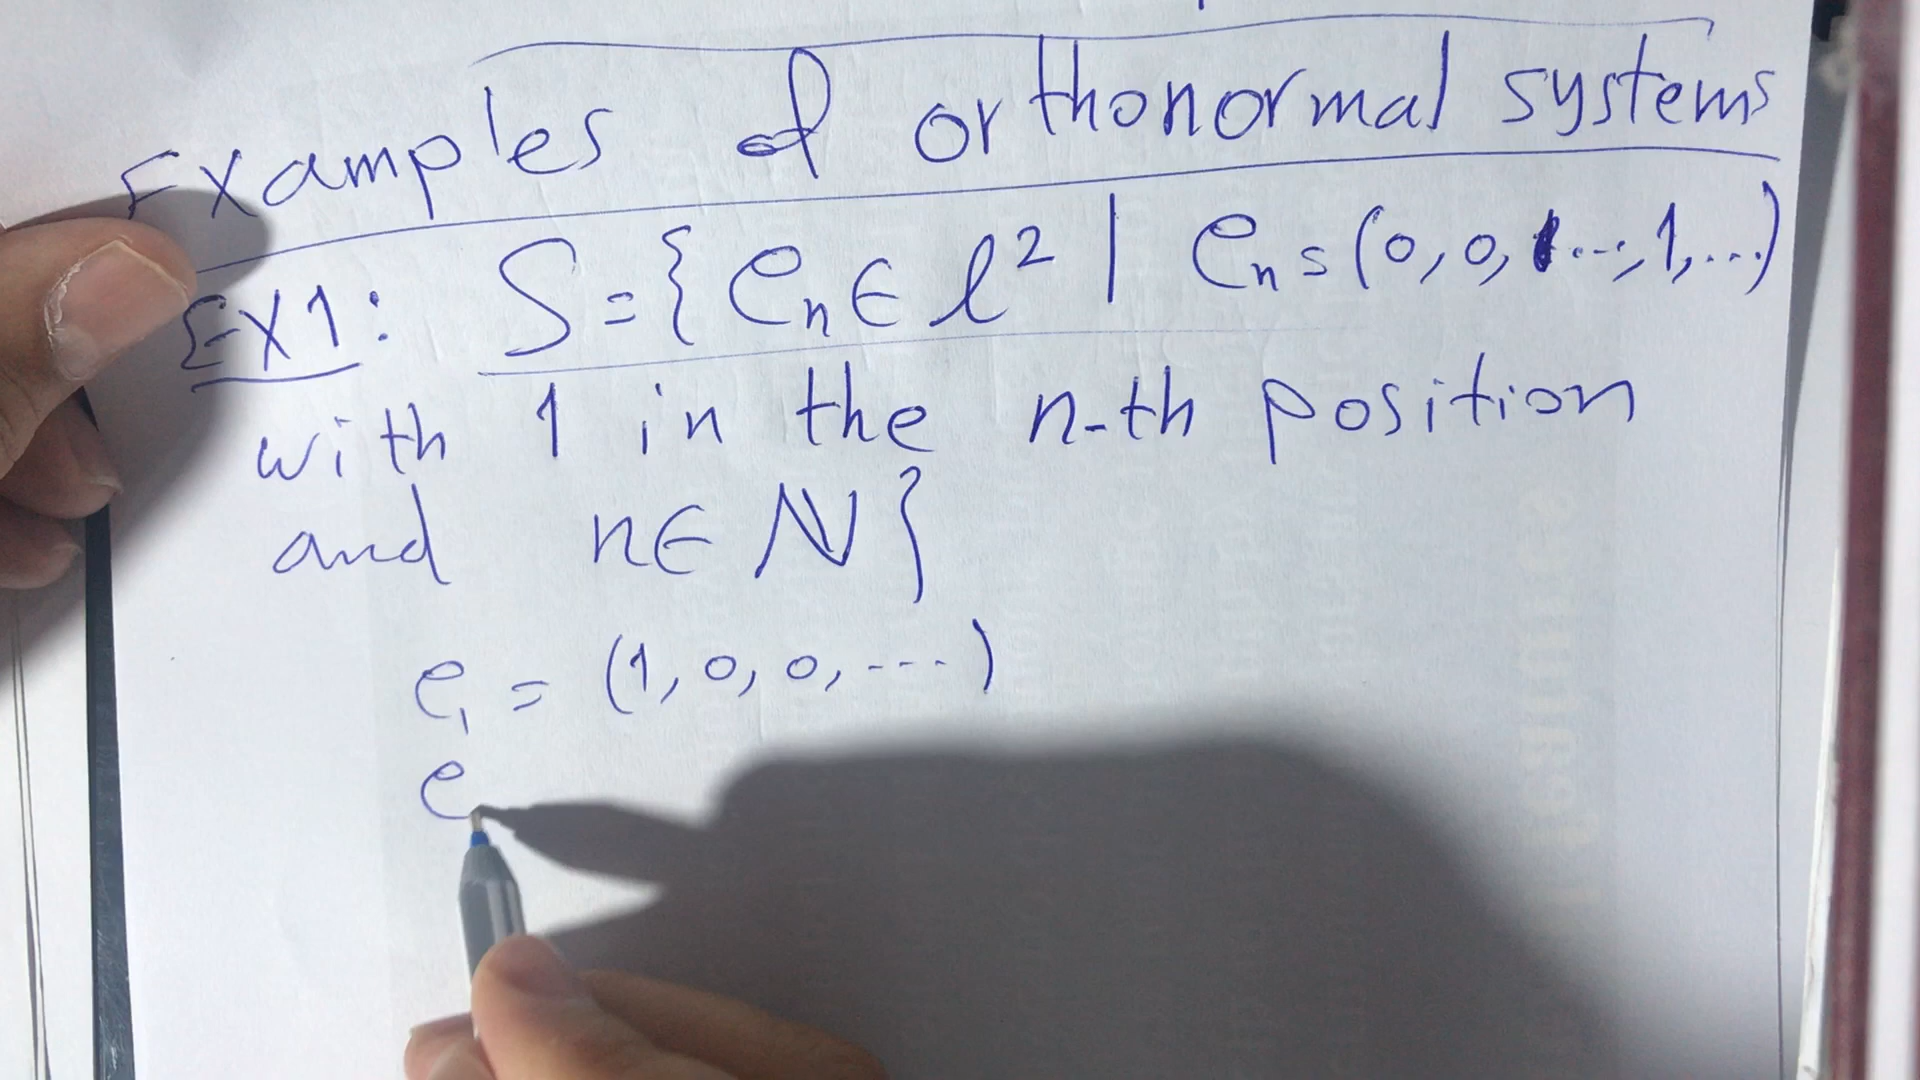 Examples of orthonormal systems
EX1: S = { eₙ ∈ l² | eₙ = (0, 0, ..., 1, ...)
with 1 in the n-th position
and n ∈ ℕ }
e₁ = (1, 0, 0, ----)
e